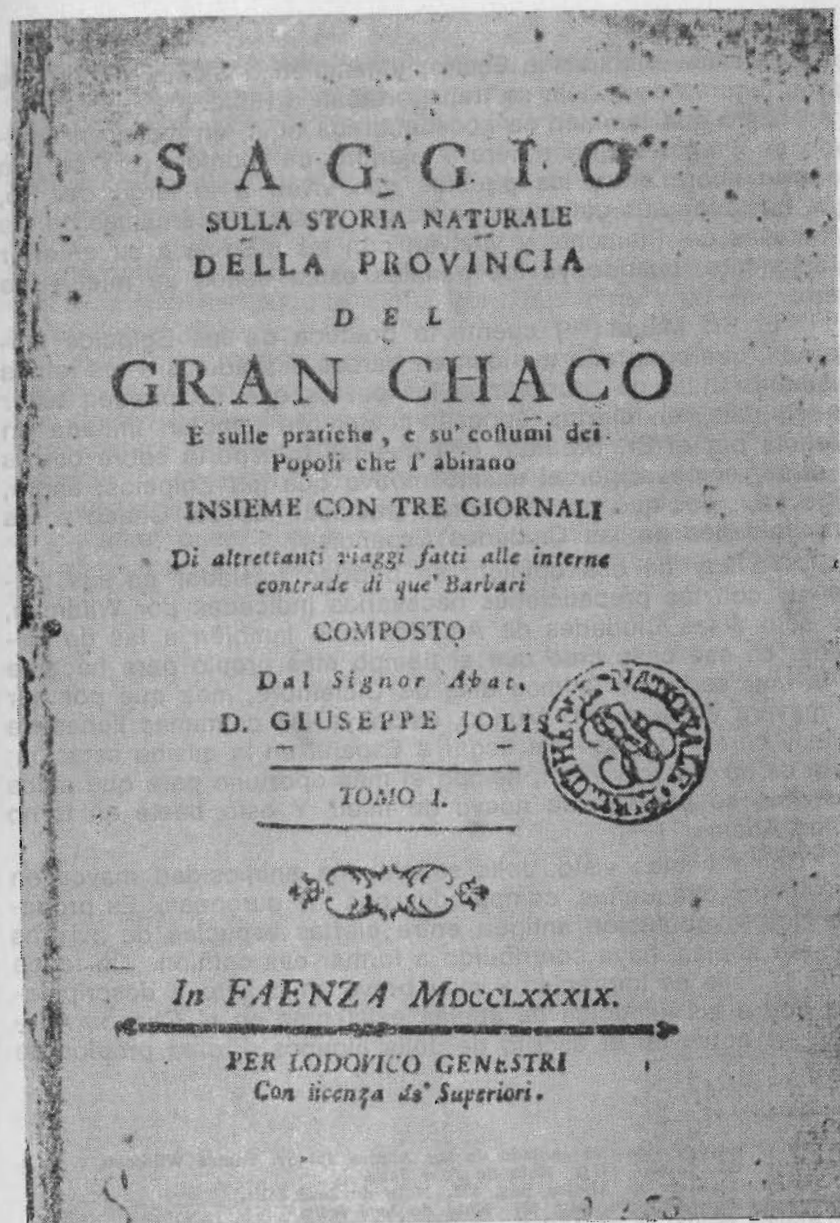 SAGGIO
SULLA STORIA NATURALE
DELLA PROVINCIA
DEL
GRAN CHACO
E sulle pratiche, e su' coſtumi dei
Popoli che l'abitano
INSIEME CON TRE GIORNALI
Di altrettanti viaggi fatti alle interne
contrade di que' Barbari
COMPOSTO
Dal Signor Abat.
D. GIUSEPPE JOLIS
TOMO I.
In FAENZA MDCCLXXXIX.
PER LODOVICO GENESTRI
Con licenza de' Superiori.